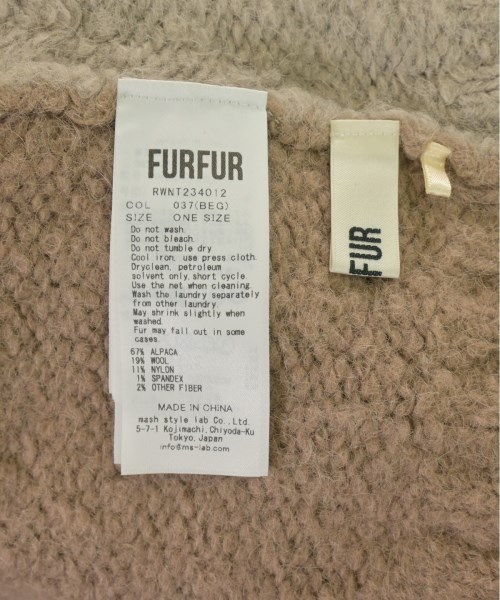 FURFUR
RWNT234012
COL 037(BEG)
SIZE ONE SIZE
Do not wash.
Do not bleach.
Do not tumble dry
Cool iron, use press cloth.
Dryclean, petroleum
solvent only, short cycle.
Use the net when cleaning.
Wash the laundry separately
from other laundry.
May shrink slightly when
washed.
Fur may fall out in some
cases.
67% ALPACA
19% WOOL
11% NYLON
1% SPANDEX
2% OTHER FIBER
MADE IN CHINA
mash style lab Co.,Ltd.
5-7-1 Kojimachi, Chiyoda-Ku
Tokyo, Japan
info@ms-lab.com
FUR